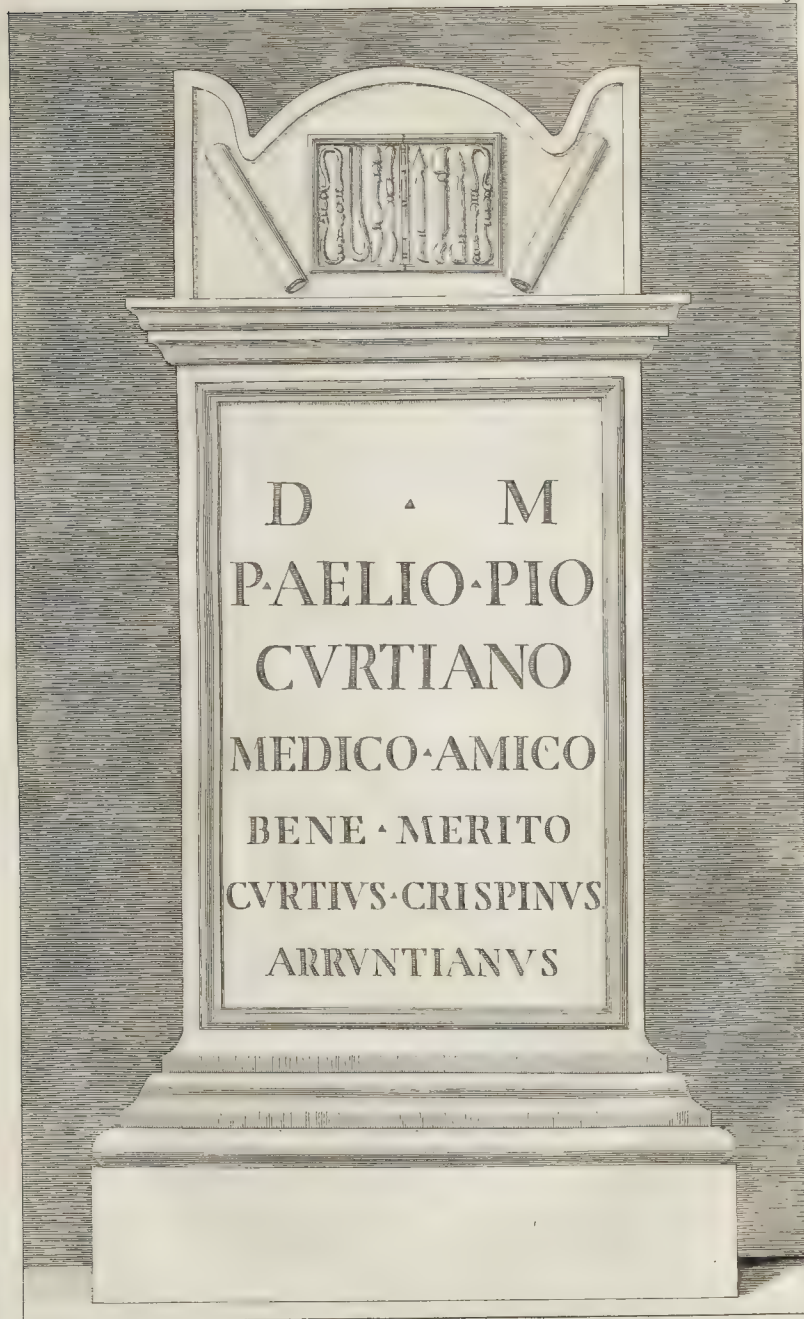 D ▵ M
P▵AELIO▵PIO
CVRTIANO
MEDICO▵AMICO
BENE▵MERITO
CVRTIVS▵CRISPINVS
ARRVNTIANVS